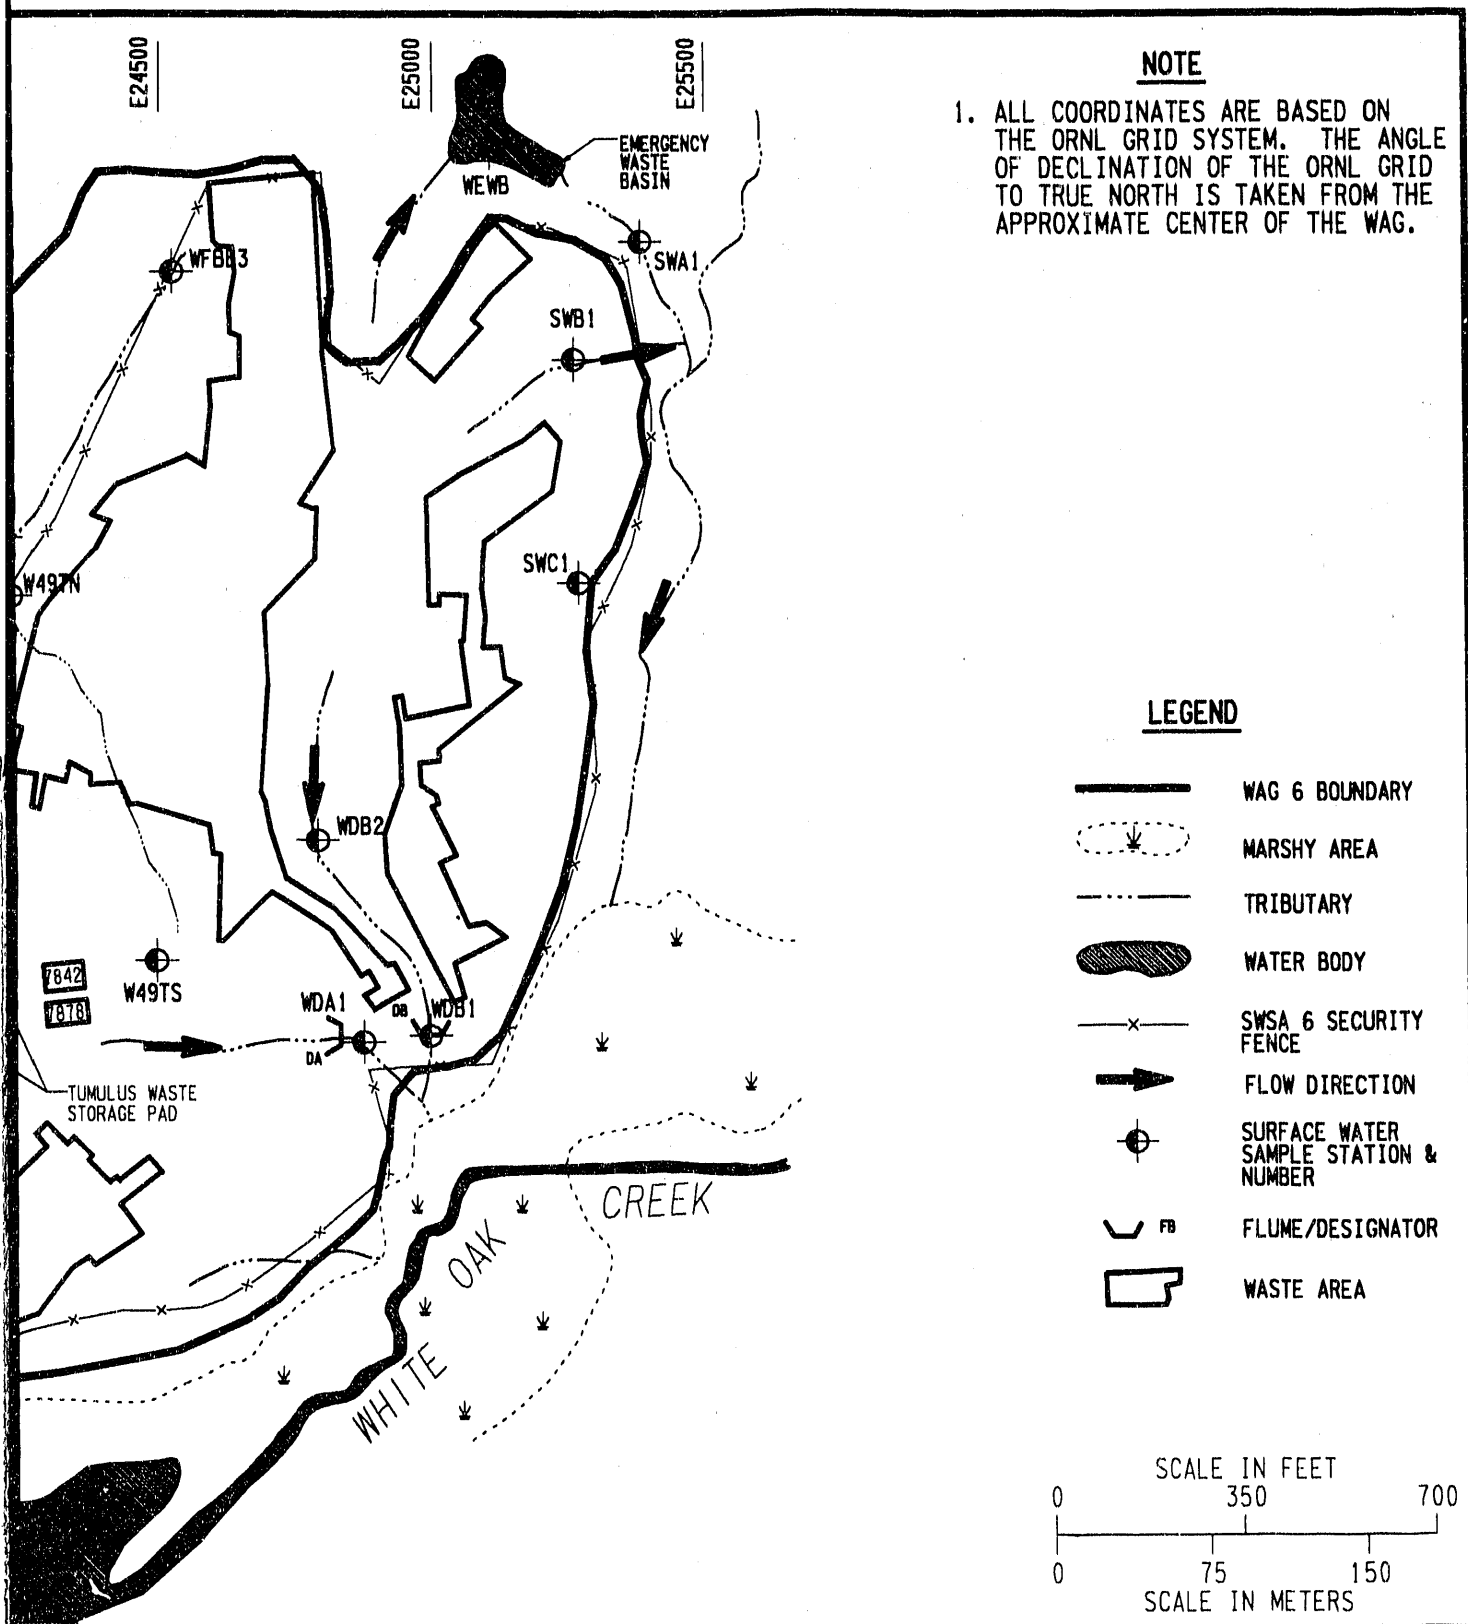 E24500
E25000
E25500
NOTE
1. ALL COORDINATES ARE BASED ON
THE ORNL GRID SYSTEM. THE ANGLE
OF DECLINATION OF THE ORNL GRID
TO TRUE NORTH IS TAKEN FROM THE
APPROXIMATE CENTER OF THE WAG.
EMERGENCY
WASTE
BASIN
WEWB
WFBB3
SWA1
SWB1
SWC1
W49TN
WDB2
7842
7878
W49TS
WDA1
DA
DB
WDB1
TUMULUS WASTE
STORAGE PAD
WHITE
OAK
CREEK
LEGEND
WAG 6 BOUNDARY
MARSHY AREA
TRIBUTARY
WATER BODY
SWSA 6 SECURITY
FENCE
FLOW DIRECTION
SURFACE WATER
SAMPLE STATION &
NUMBER
FB
FLUME/DESIGNATOR
WASTE AREA
SCALE IN FEET
0 350 700
0 75 150
SCALE IN METERS